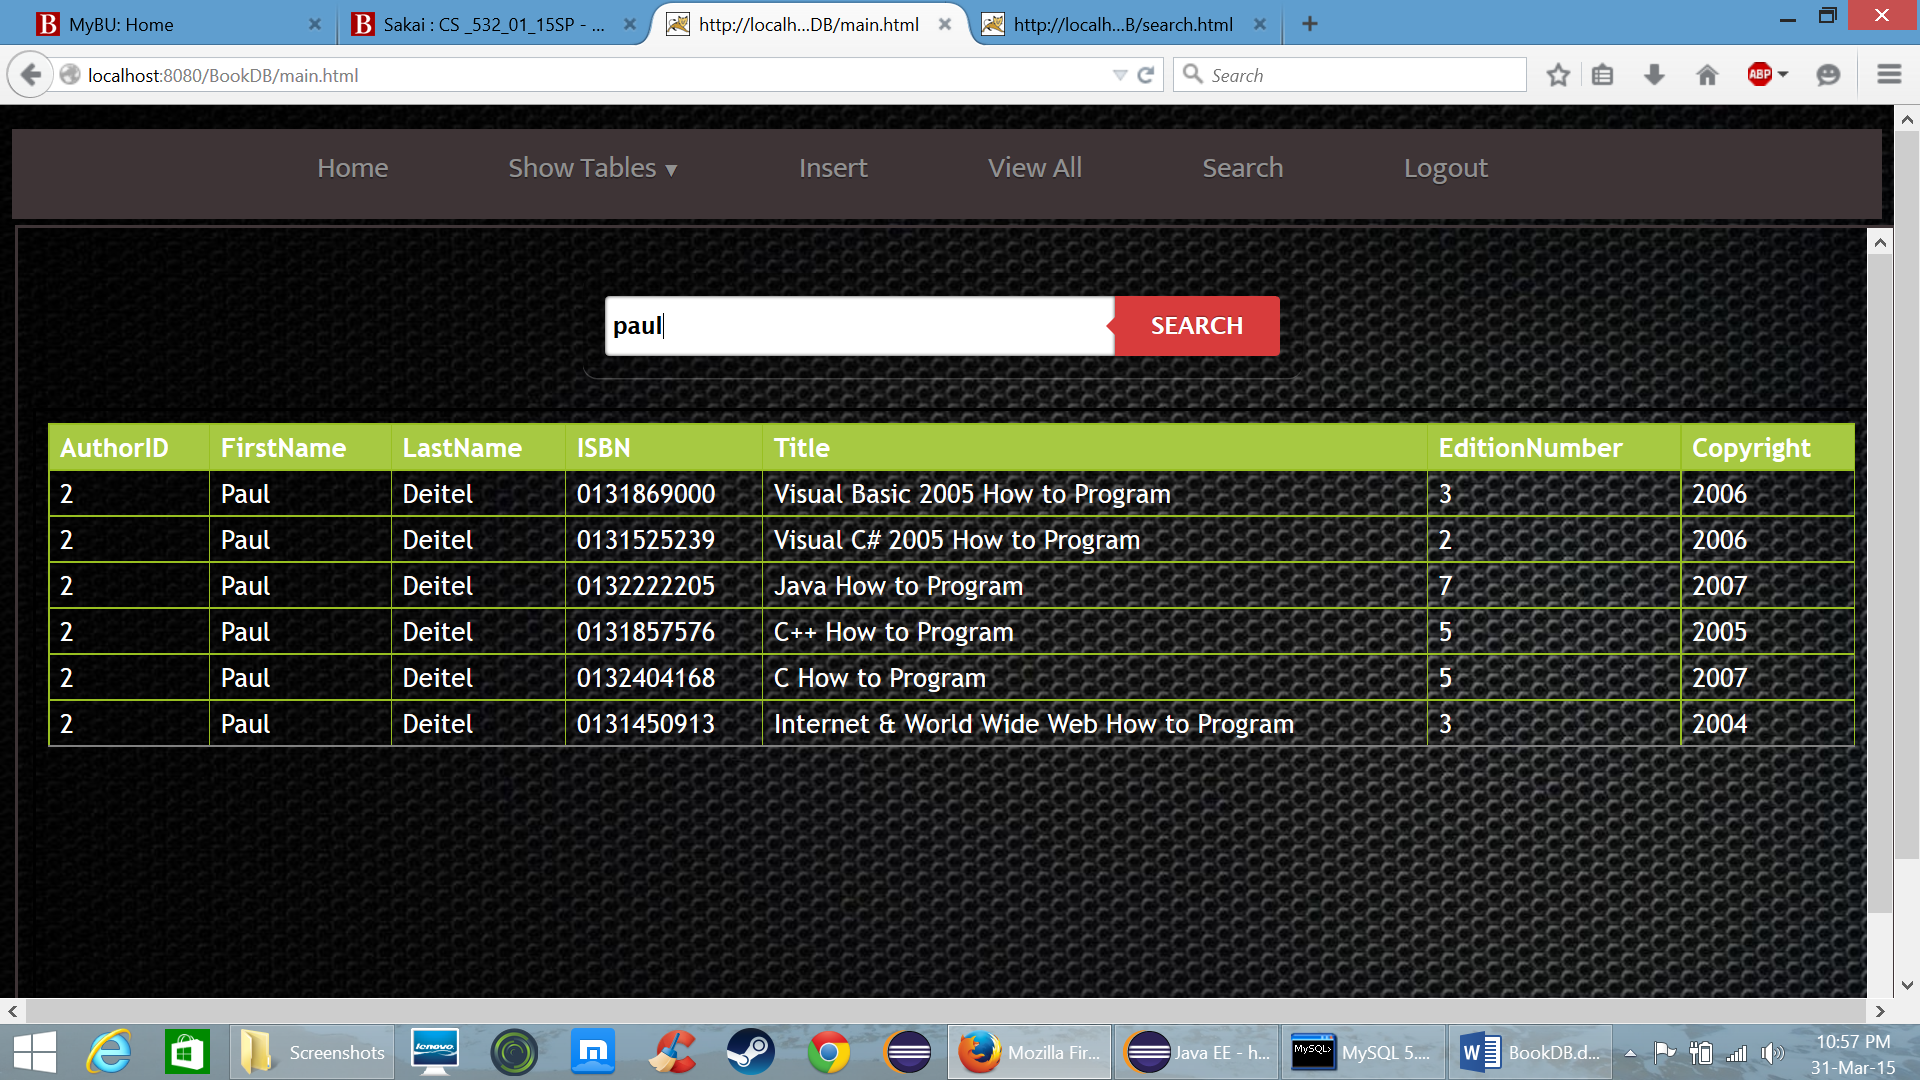 MyBU: Home
Sakai : CS _532_01_15SP - ...
http://localh...DB/main.html
http://localh...B/search.html
localhost:8080/BookDB/main.html
Search
ABP
Home
Show Tables ▾
Insert
View All
Search
Logout
paul
SEARCH
AuthorID FirstName LastName ISBN Title EditionNumber Copyright
2 Paul Deitel 0131869000 Visual Basic 2005 How to Program 3 2006
2 Paul Deitel 0131525239 Visual C# 2005 How to Program 2 2006
2 Paul Deitel 0132222205 Java How to Program 7 2007
2 Paul Deitel 0131857576 C++ How to Program 5 2005
2 Paul Deitel 0132404168 C How to Program 5 2007
2 Paul Deitel 0131450913 Internet & World Wide Web How to Program 3 2004
Screenshots
lenovo
Mozilla Fir...
Java EE - h...
MySQL>
MySQL 5....
BookDB.d...
10:57 PM
31-Mar-15